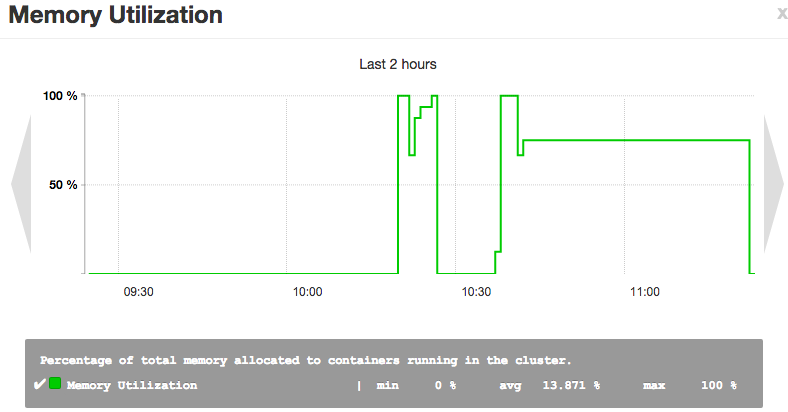 Memory Utilization
x
Last 2 hours
100 %
50 %
09:30 10:00 10:30 11:00
Percentage of total memory allocated to containers running in the cluster.
✔ Memory Utilization | min 0 % avg 13.871 % max 100 %